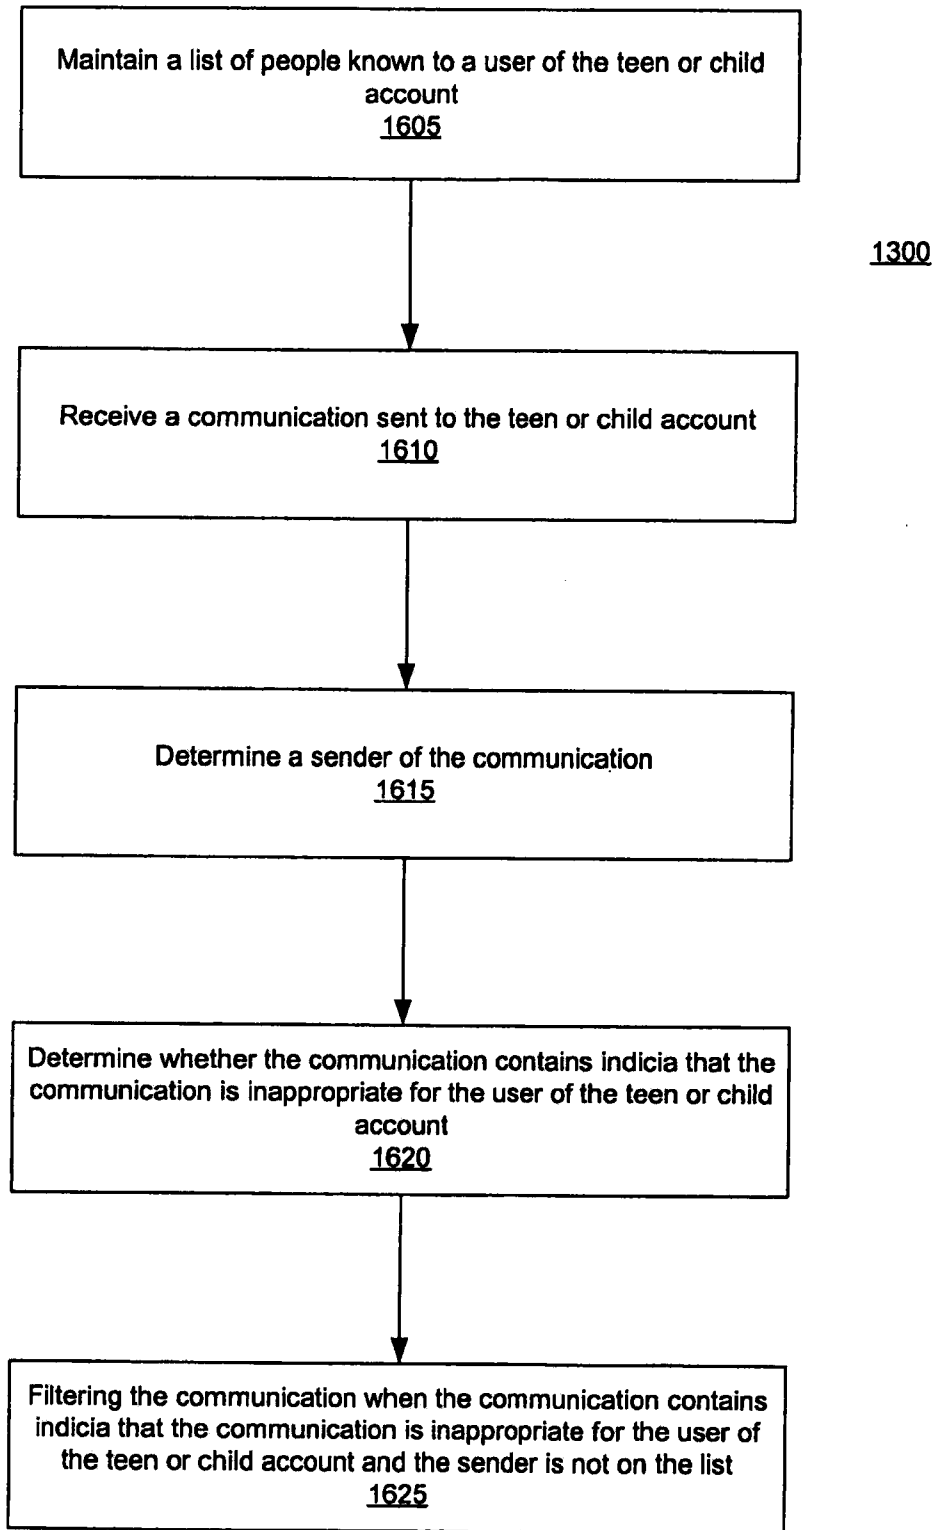 Maintain a list of people known to a user of the teen or child
account
1605
1300
Receive a communication sent to the teen or child account
1610
Determine a sender of the communication
1615
Determine whether the communication contains indicia that the
communication is inappropriate for the user of the teen or child
account
1620
Filtering the communication when the communication contains
indicia that the communication is inappropriate for the user of
the teen or child account and the sender is not on the list
1625